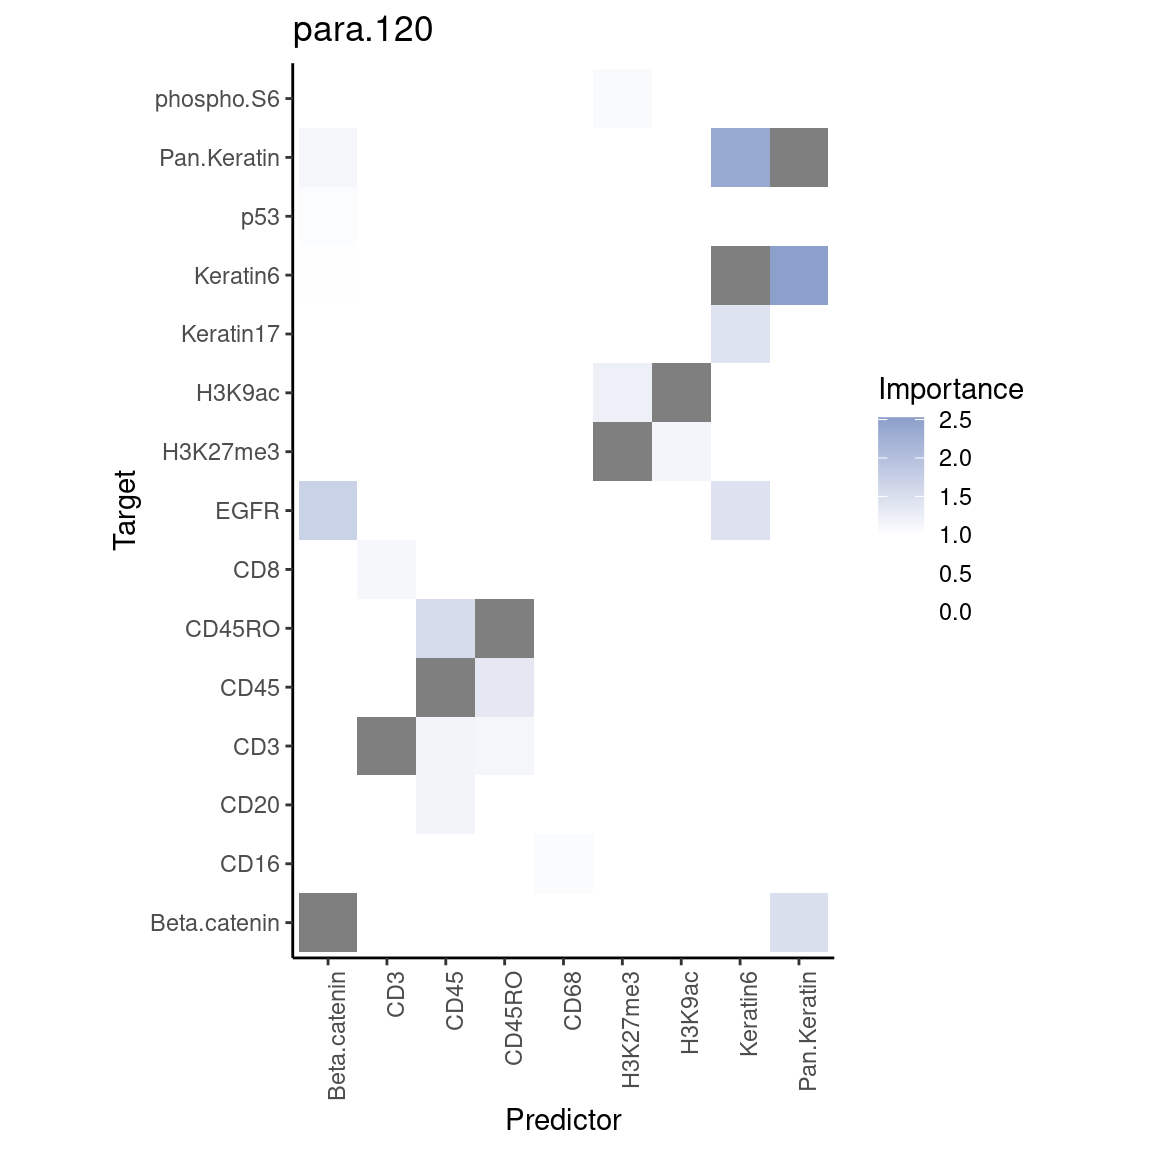 para.120
phospho.S6
Pan.Keratin
p53
Keratin6
Keratin17
H3K9ac
H3K27me3
EGFR
CD8
CD45RO
CD45
CD3
CD20
CD16
Beta.catenin
Target
Beta.catenin
CD3
CD45
CD45RO
CD68
H3K27me3
H3K9ac
Keratin6
Pan.Keratin
Predictor
Importance
2.5
2.0
1.5
1.0
0.5
0.0